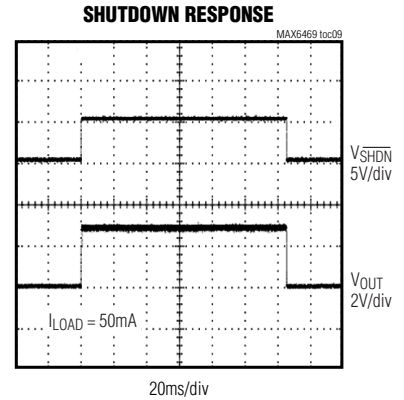 SHUTDOWN RESPONSE
MAX6469 toc09
VSHDN
5V/div
VOUT
2V/div
ILOAD = 50mA
20ms/div